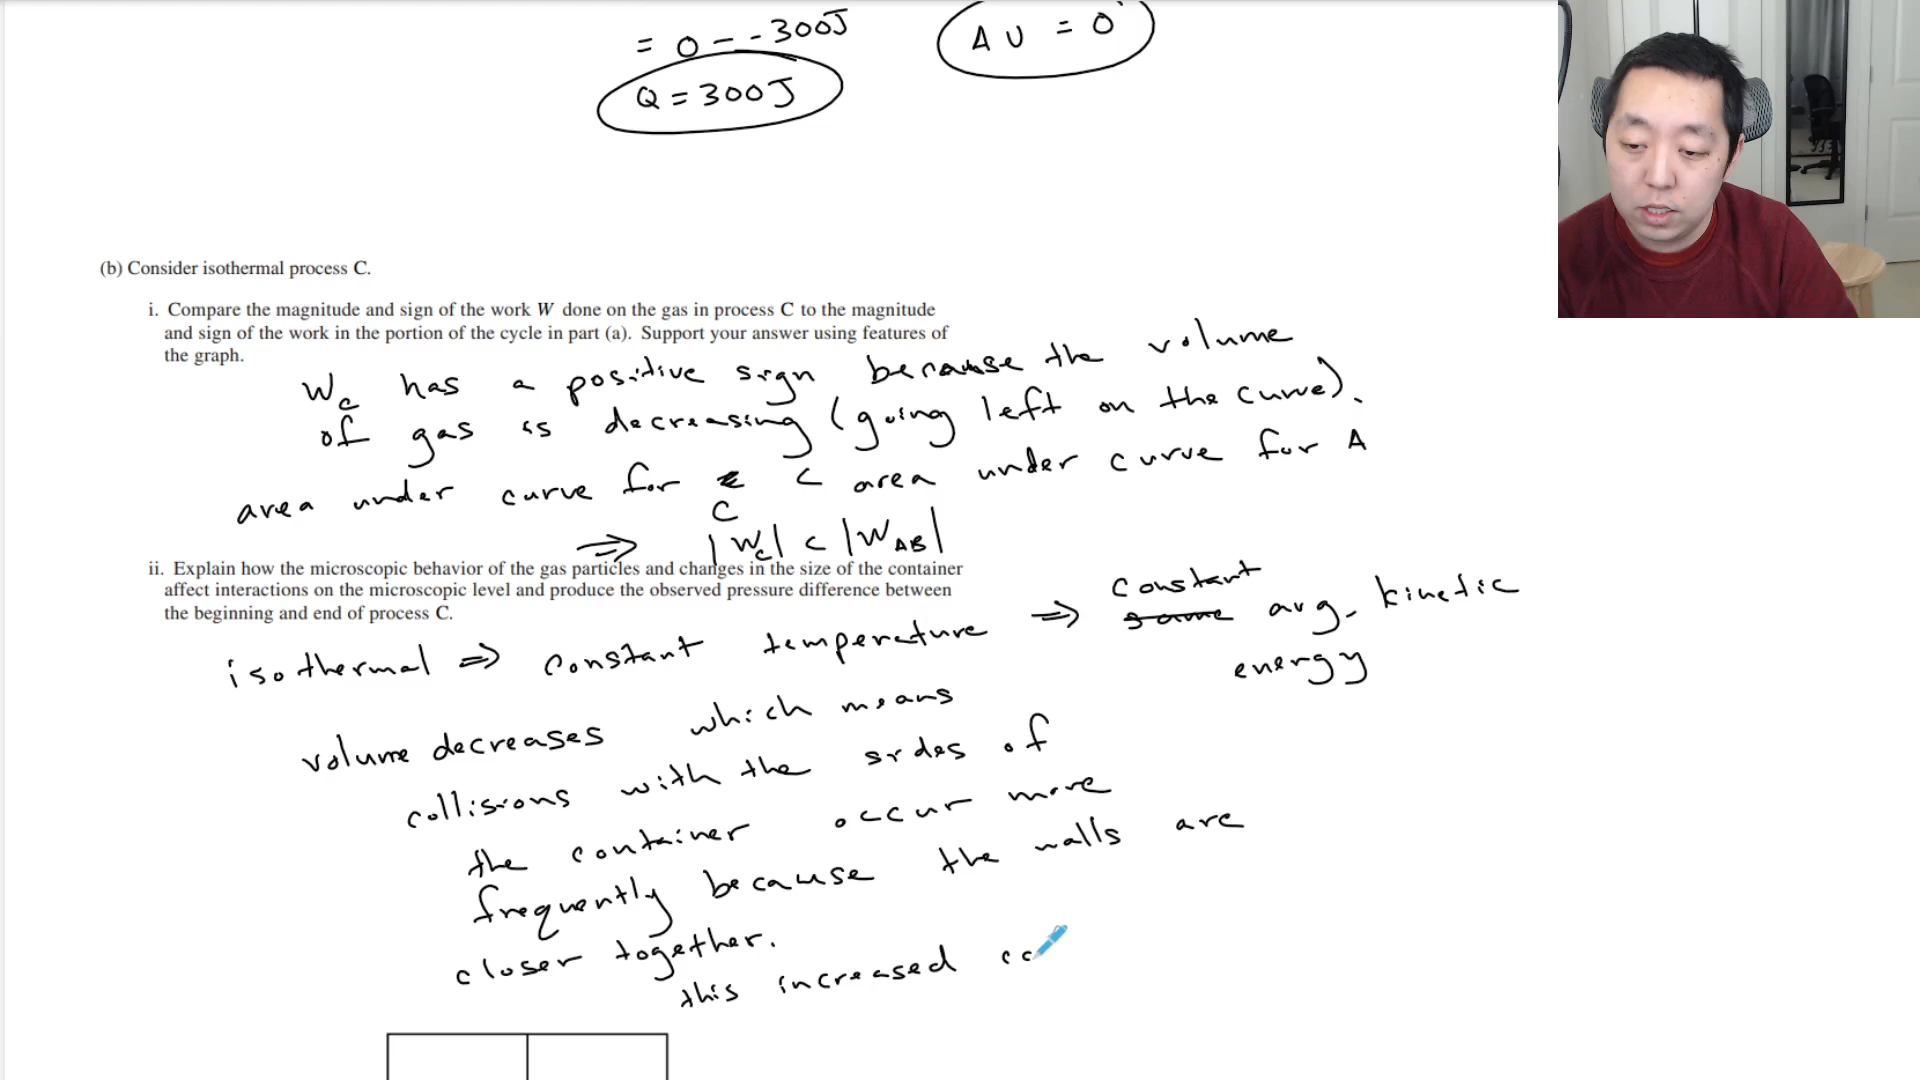 = 0 - -300J
ΔU = 0
Q = 300J
(b) Consider isothermal process C.
i. Compare the magnitude and sign of the work W done on the gas in process C to the magnitude
and sign of the work in the portion of the cycle in part (a). Support your answer using features of
the graph.
Wc has a positive sign because the volume
of gas is decreasing (going left on the curve).
area under curve for C < area under curve for A
⇒ |Wc| < |WAB|
ii. Explain how the microscopic behavior of the gas particles and changes in the size of the container
affect interactions on the microscopic level and produce the observed pressure difference between
the beginning and end of process C.
isothermal ⇒ constant temperature ⇒ constant same avg. kinetic
energy
volume decreases which means
collisions with the sides of
the container occur more
frequently because the walls are
closer together.
this increased co